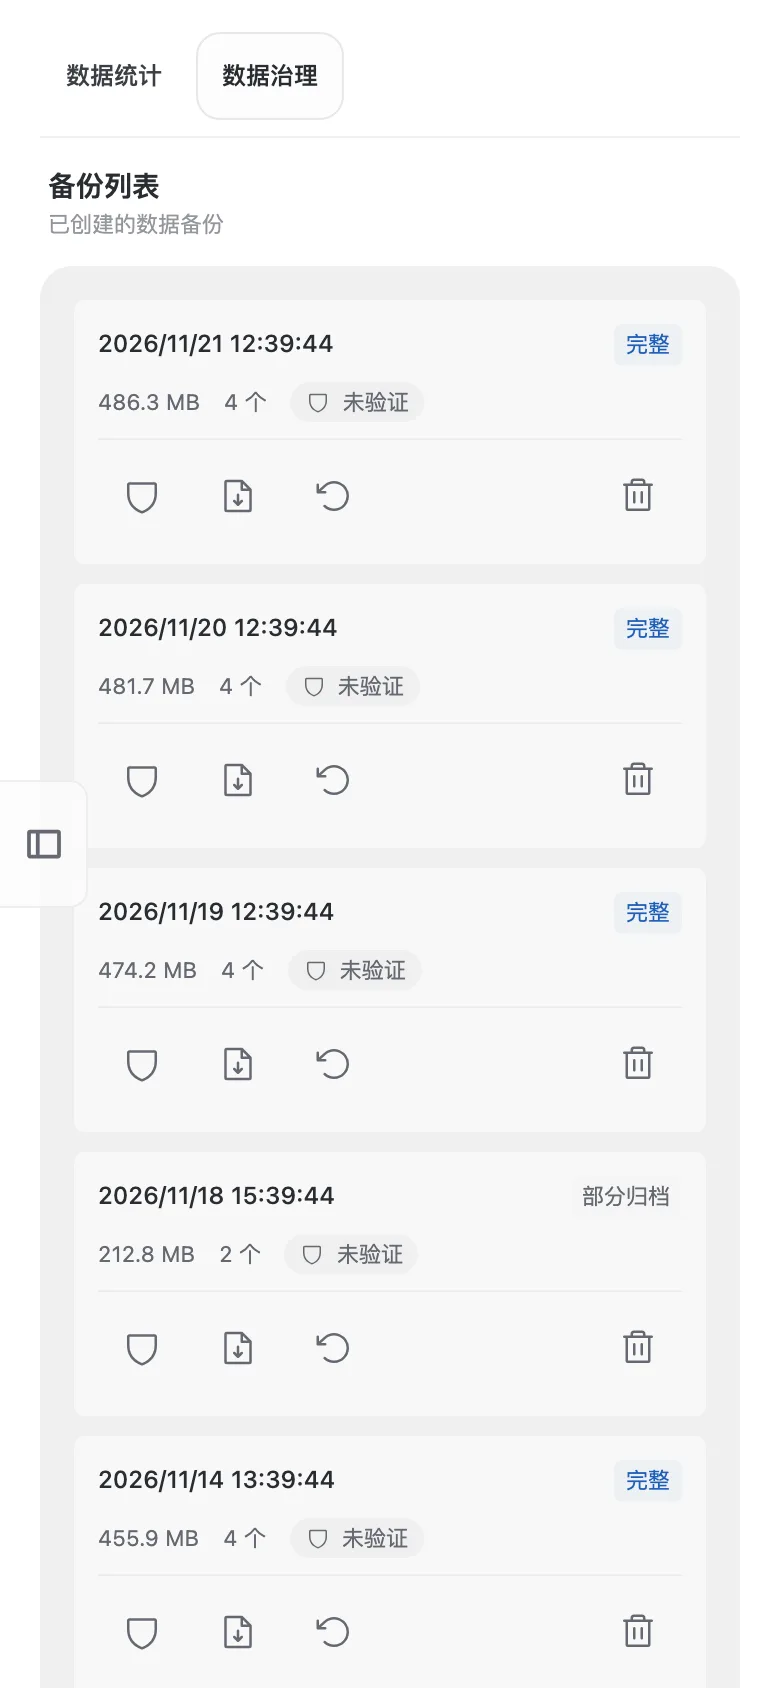 数据统计 数据治理
备份列表
已创建的数据备份
2026/11/21 12:39:44 完整
486.3 MB 4 个 未验证
2026/11/20 12:39:44 完整
481.7 MB 4 个 未验证
2026/11/19 12:39:44 完整
474.2 MB 4 个 未验证
2026/11/18 15:39:44 部分归档
212.8 MB 2 个 未验证
2026/11/14 13:39:44 完整
455.9 MB 4 个 未验证